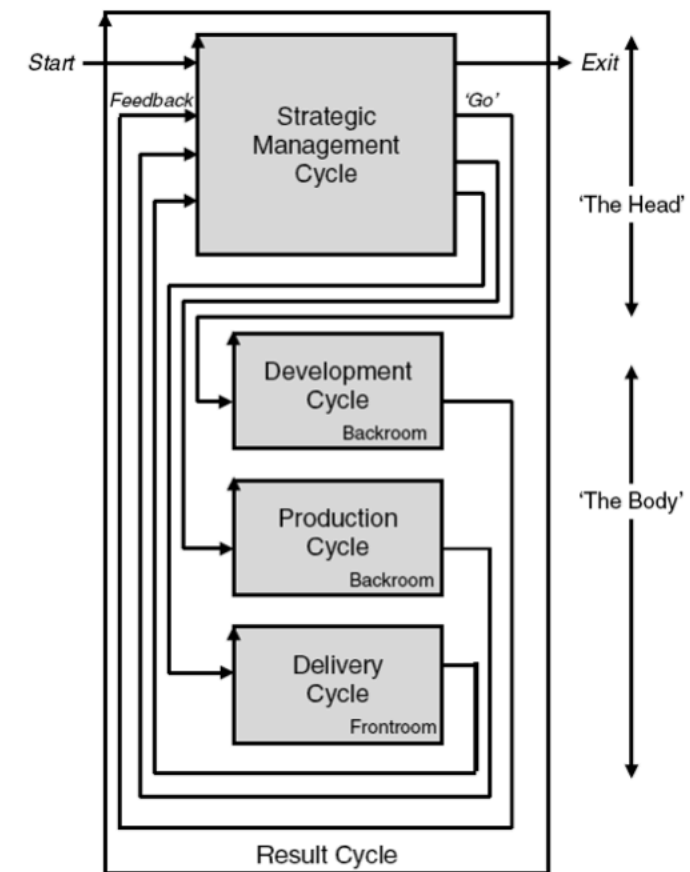 Start
Exit
Feedback
‘Go’
Strategic
Management
Cycle
‘The Head’
Development
Cycle
Backroom
Production
Cycle
Backroom
‘The Body’
Delivery
Cycle
Frontroom
Result Cycle